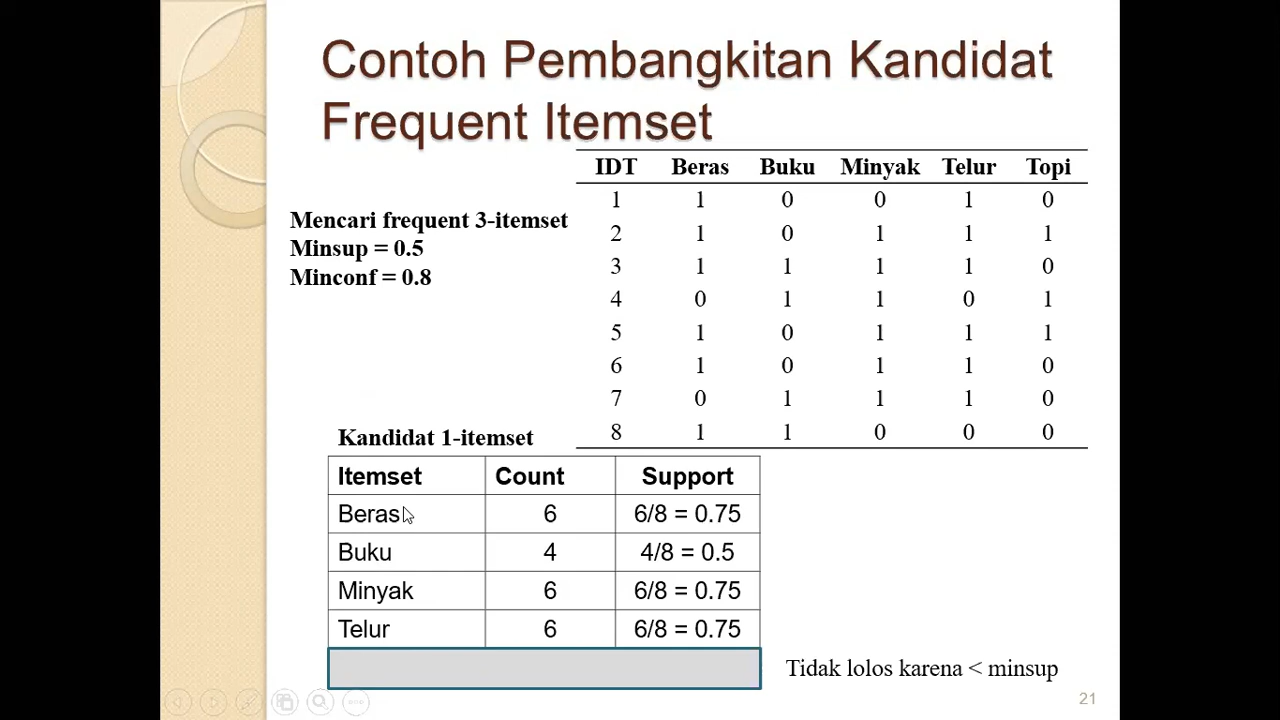 Contoh Pembangkitan Kandidat
Frequent Itemset
Mencari frequent 3-itemset
Minsup = 0.5
Minconf = 0.8
IDT Beras Buku Minyak Telur Topi
1 1 0 0 1 0
2 1 0 1 1 1
3 1 1 1 1 0
4 0 1 1 0 1
5 1 0 1 1 1
6 1 0 1 1 0
7 0 1 1 1 0
8 1 1 0 0 0
Kandidat 1-itemset
Itemset Count Support
Beras 6 6/8 = 0.75
Buku 4 4/8 = 0.5
Minyak 6 6/8 = 0.75
Telur 6 6/8 = 0.75
Tidak lolos karena < minsup
21